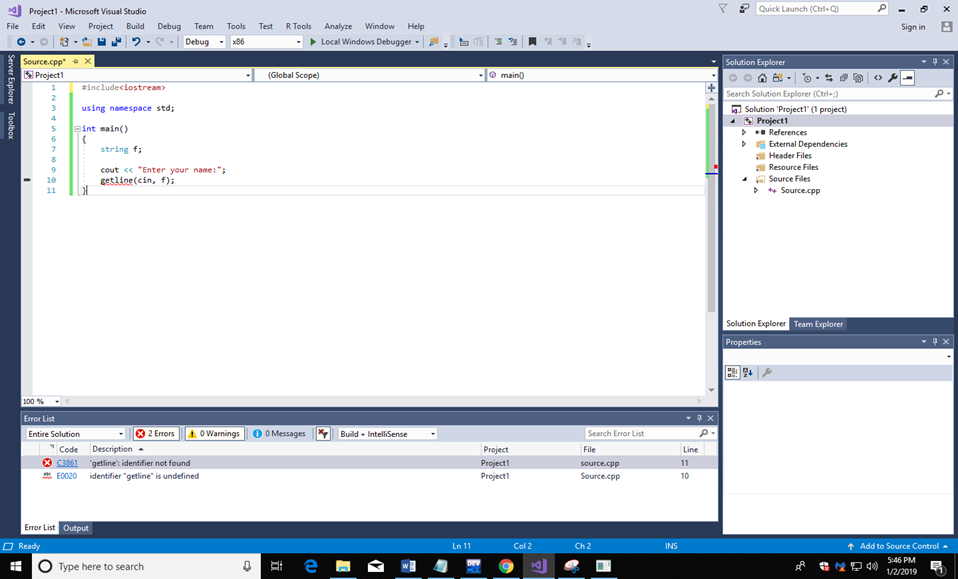 Project1 - Microsoft Visual Studio
Quick Launch (Ctrl+Q)
File Edit View Project Build Debug Team Tools Test R Tools Analyze Window Help
Sign in
Debug x86 Local Windows Debugger
Server Explorer
Toolbox
Source.cpp*
Project1 (Global Scope) main()
1 #include<iostream>
2
3 using namespace std;
4
5 int main()
6 {
7 string f;
8
9 cout << "Enter your name:";
10 getline(cin, f);
11 }
100 %
Solution Explorer
Search Solution Explorer (Ctrl+;)
Solution 'Project1' (1 project)
Project1
References
External Dependencies
Header Files
Resource Files
Source Files
Source.cpp
Solution Explorer Team Explorer
Properties
Error List
Entire Solution 2 Errors 0 Warnings 0 Messages Build + IntelliSense Search Error List
Code Description Project File Line
C3861 'getline': identifier not found Project1 source.cpp 11
abc E0020 identifier "getline" is undefined Project1 Source.cpp 10
Error List Output
Ready Ln 11 Col 2 Ch 2 INS Add to Source Control
Type here to search
DEV
5:46 PM
1/2/2019
1